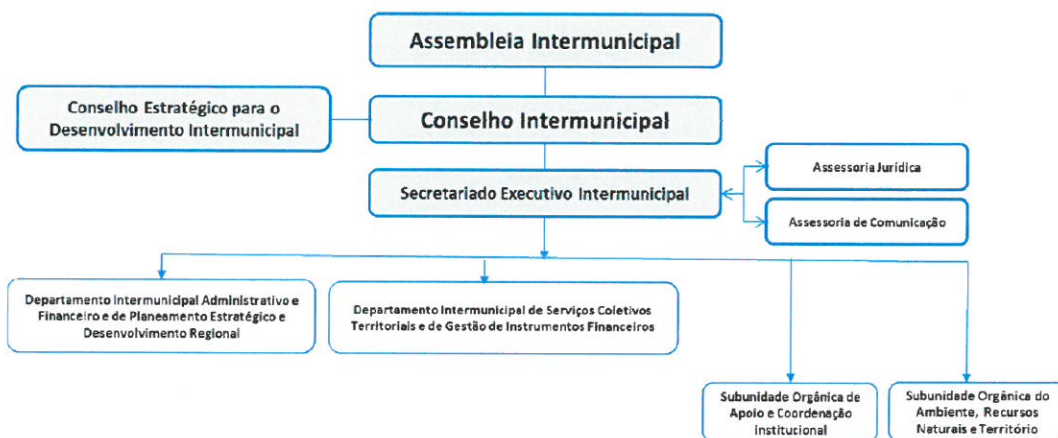 Assembleia Intermunicipal
Conselho Estratégico para o
Desenvolvimento Intermunicipal
Conselho Intermunicipal
Secretariado Executivo Intermunicipal
Assessoria Jurídica
Assessoria de Comunicação
Departamento Intermunicipal Administrativo e
Financeiro e de Planeamento Estratégico e
Desenvolvimento Regional
Departamento Intermunicipal de Serviços Coletivos
Territoriais e de Gestão de Instrumentos Financeiros
Subunidade Orgânica de
Apoio e Coordenação
Institucional
Subunidade Orgânica do
Ambiente, Recursos
Naturais e Território